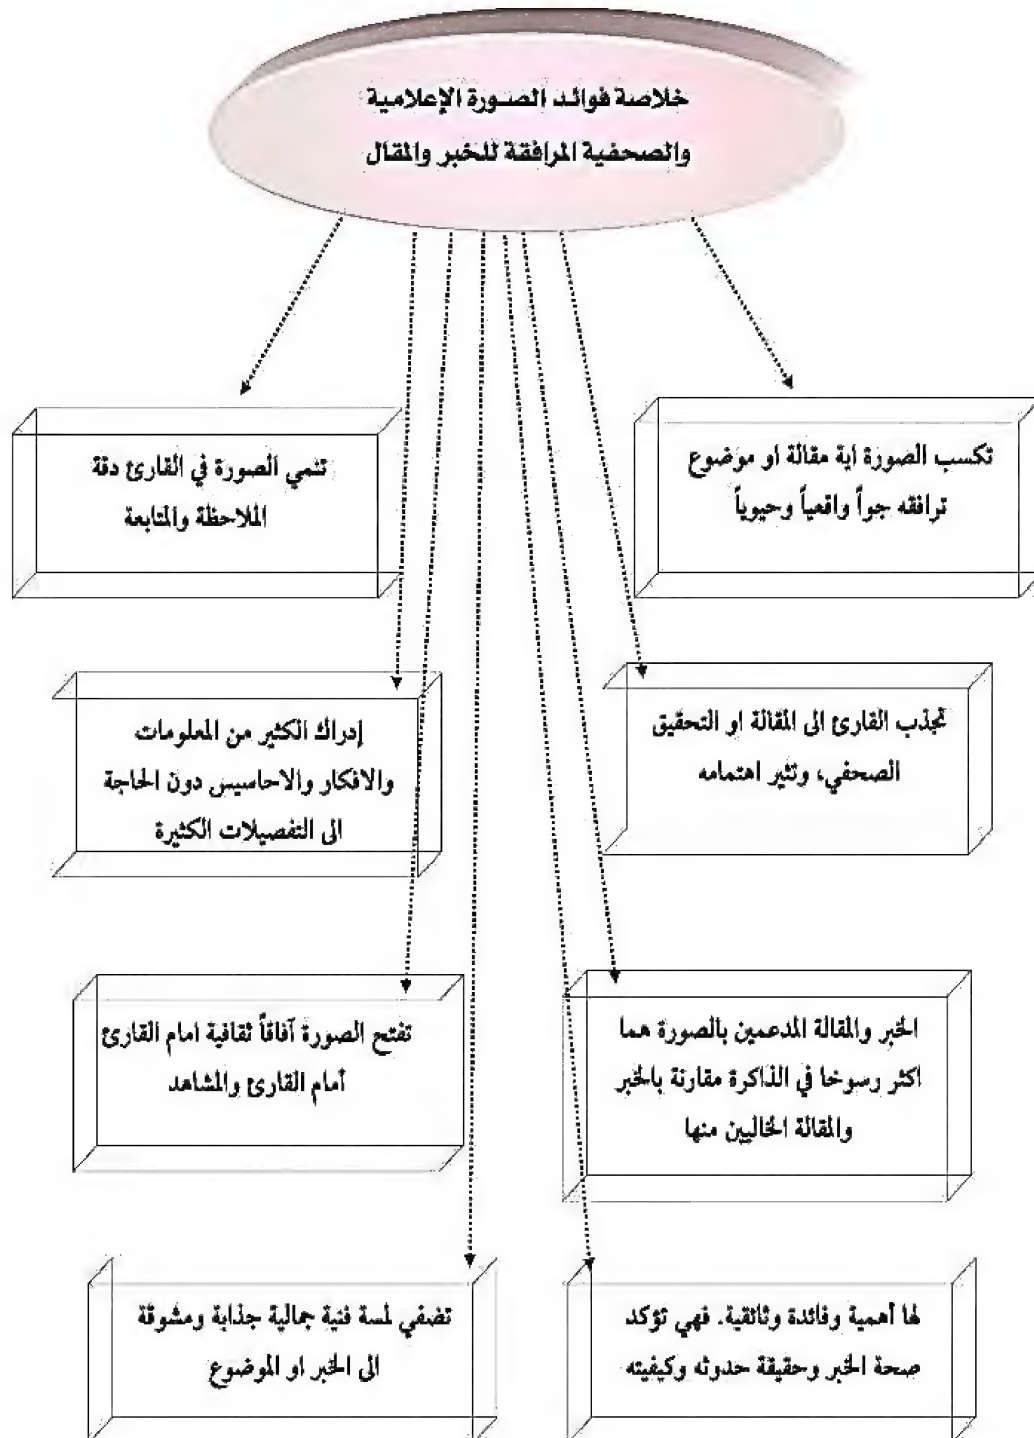 خلاصة فوائد الصورة الإعلامية
والصحفية المرافقة للخبر والمقال
تكسب الصورة اية مقالة او موضوع
ترافقه جواً واقعياً وحيوياً
تنمي الصورة في القارئ دقة
الملاحظة والمتابعة
تجذب القارئ الى المقالة او التحقيق
الصحفي، وتثير اهتمامه
إدراك الكثير من المعلومات
والافكار والاحاسيس دون الحاجة
الى التفصيلات الكثيرة
الخبر والمقالة المدعمين بالصورة هما
اكثر رسوخا في الذاكرة مقارنة بالخبر
والمقالة الخاليين منها
تفتح الصورة آفاقاً ثقافية امام القارئ
أمام القارئ والمشاهد
لها أهمية وفائدة وثائقية. فهي تؤكد
صحة الخبر وحقيقة حدوثه وكيفيته
تضفي لمسة فنية جمالية جذابة ومشوقة
الى الخبر او الموضوع